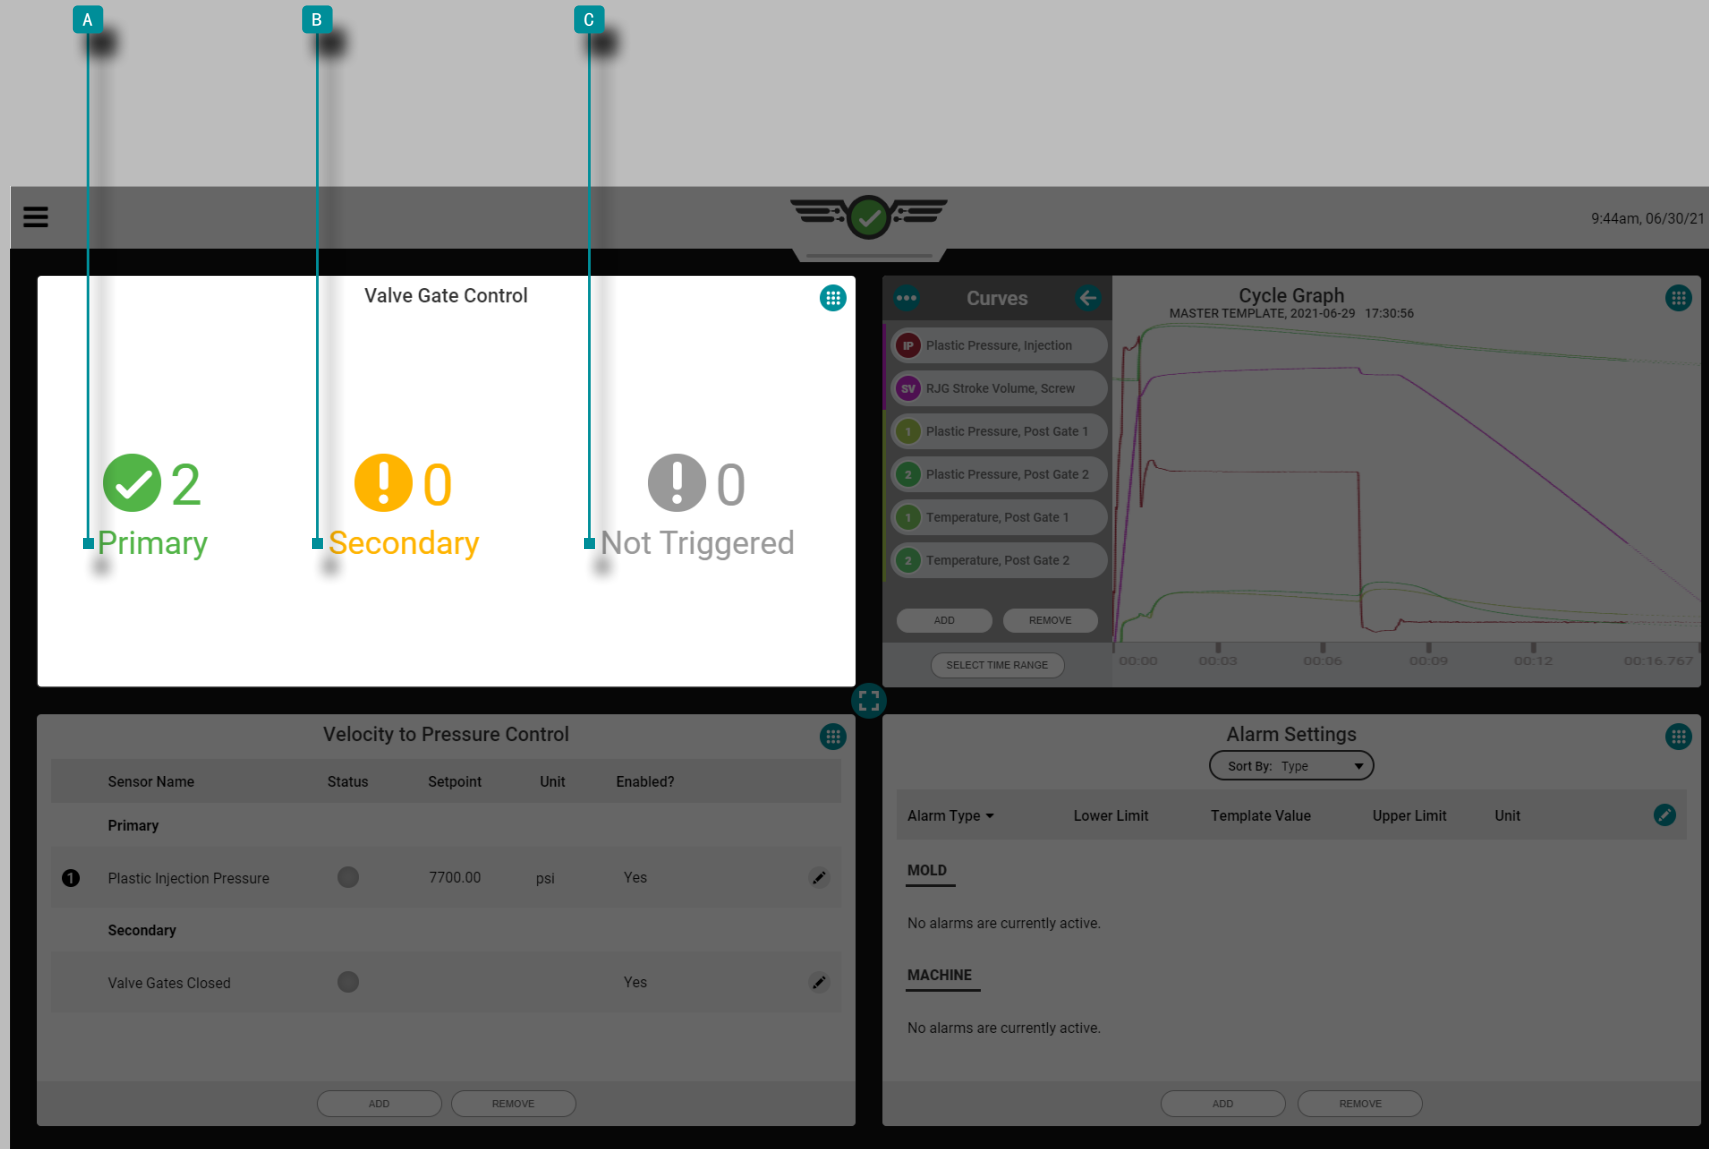 A B C
9:44am, 06/30/21
Valve Gate Control
2 0 0
Primary Secondary Not Triggered
Curves
IP Plastic Pressure, Injection
SV RJG Stroke Volume, Screw
1 Plastic Pressure, Post Gate 1
2 Plastic Pressure, Post Gate 2
1 Temperature, Post Gate 1
2 Temperature, Post Gate 2
ADD REMOVE
SELECT TIME RANGE
Cycle Graph
MASTER TEMPLATE, 2021-06-29 17:30:56
00:00 00:03 00:06 00:09 00:12 00:16.767
Velocity to Pressure Control
Sensor Name Status Setpoint Unit Enabled?
Primary
1 Plastic Injection Pressure 7700.00 psi Yes
Secondary
Valve Gates Closed Yes
ADD REMOVE
Alarm Settings
Sort By: Type
Alarm Type Lower Limit Template Value Upper Limit Unit
MOLD
No alarms are currently active.
MACHINE
No alarms are currently active.
ADD REMOVE